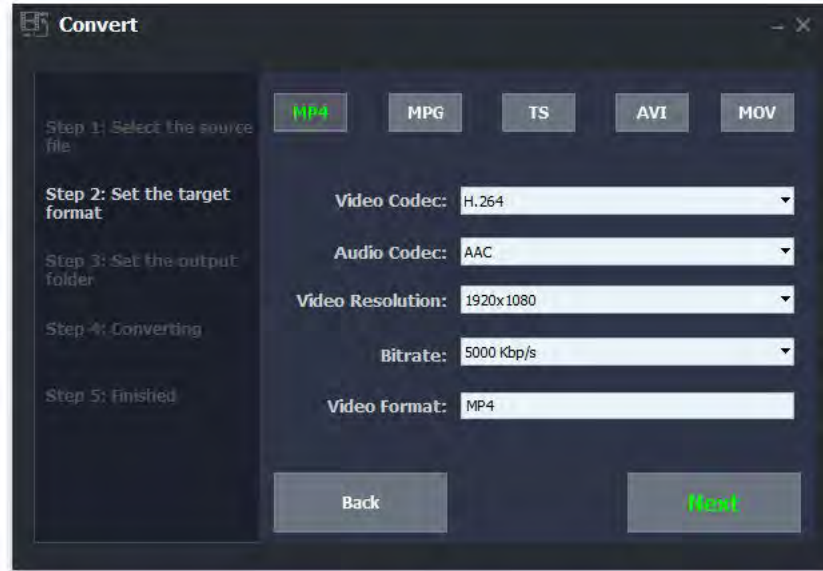 Convert
Step 1: Select the source
file
Step 2: Set the target
format
Step 3: Set the output
folder
Step 4: Converting
Step 5: Finished
MP4 MPG TS AVI MOV
Video Codec: H.264
Audio Codec: AAC
Video Resolution: 1920x1080
Bitrate: 5000 Kbp/s
Video Format: MP4
Back Next